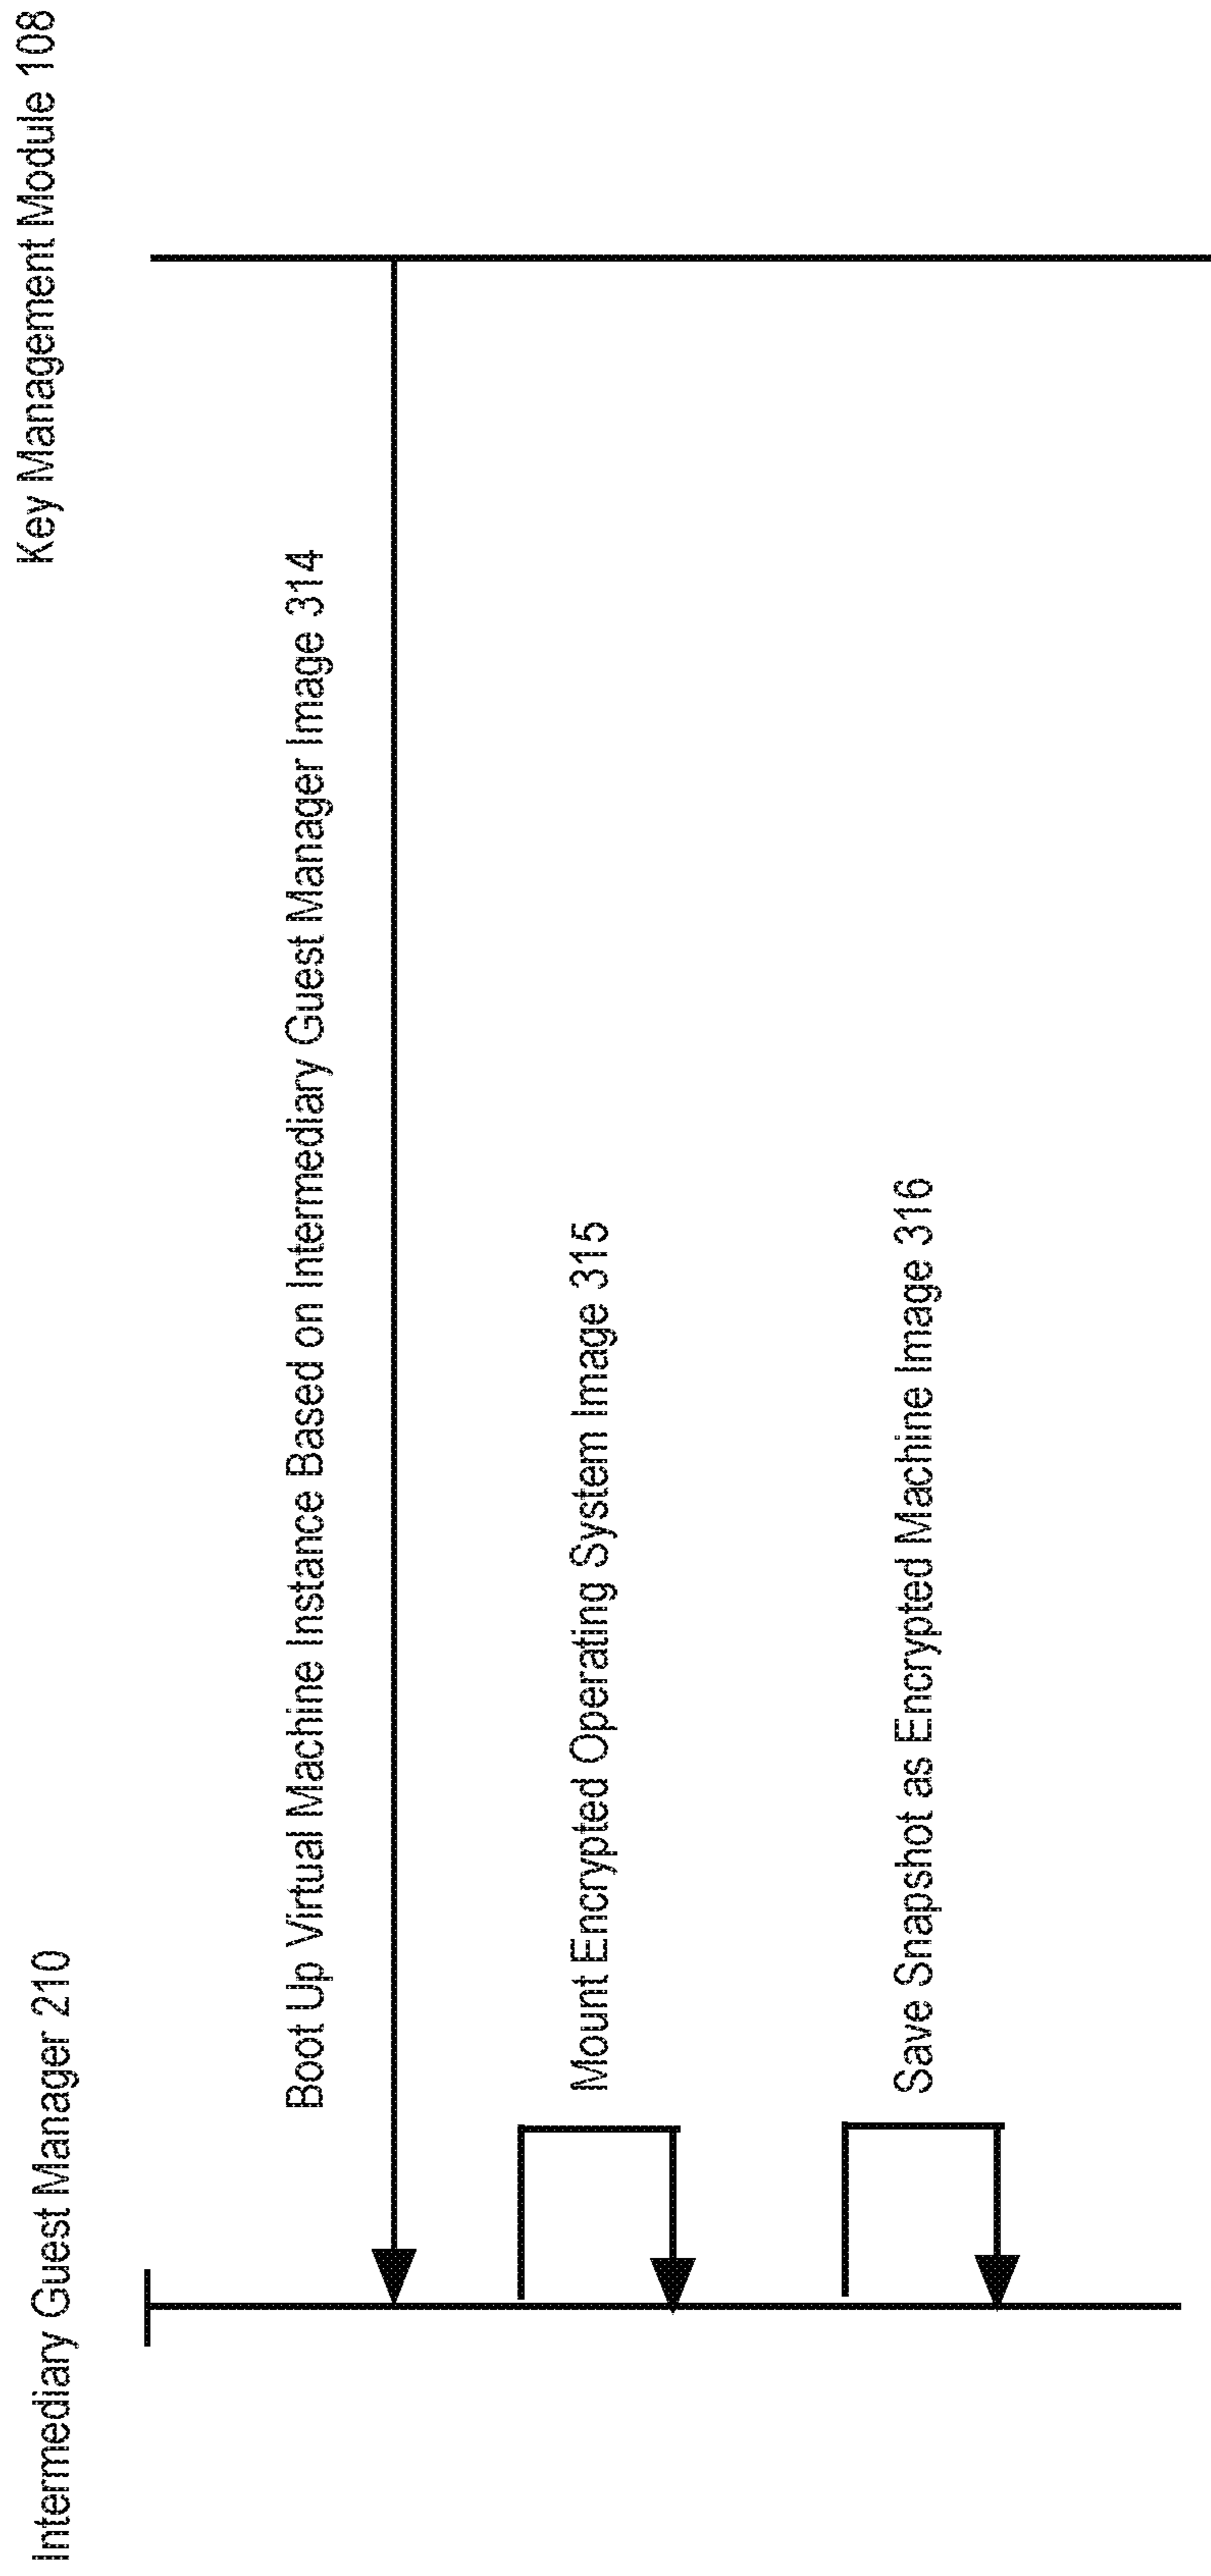 Intermediary Guest Manager 210
Key Management Module 108
Boot Up Virtual Machine Instance Based on Intermediary Guest Manager Image 314
Mount Encrypted Operating System Image 315
Save Snapshot as Encrypted Machine Image 316